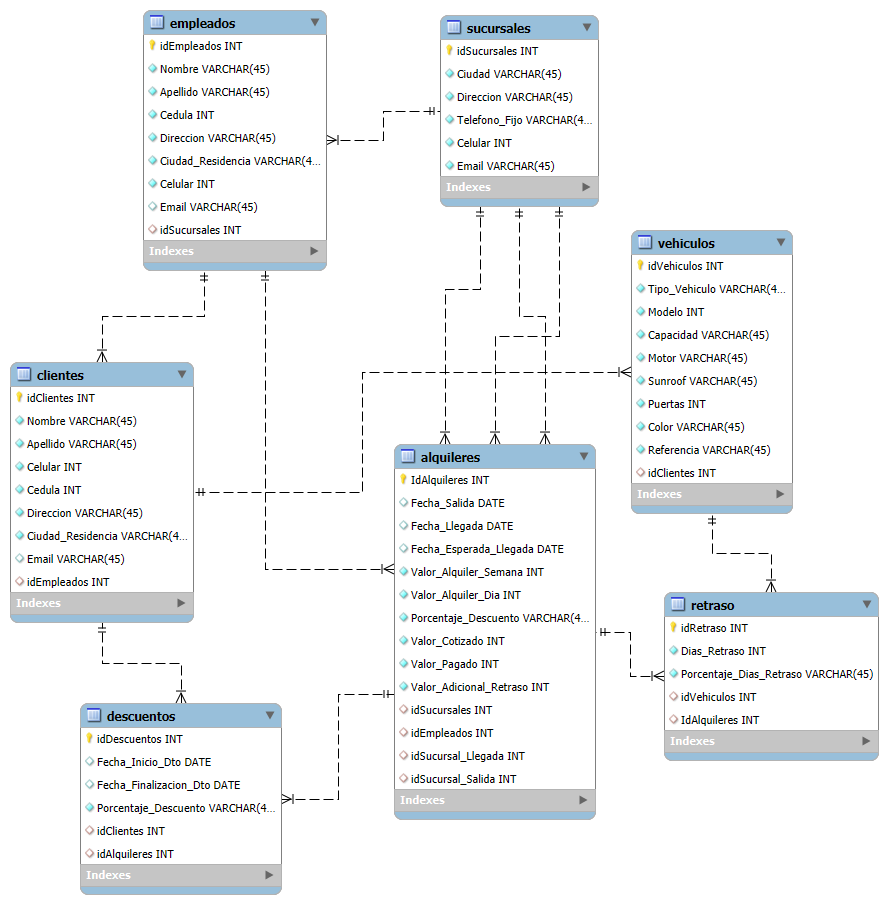 empleados
idEmpleados INT
Nombre VARCHAR(45)
Apellido VARCHAR(45)
Cedula INT
Direccion VARCHAR(45)
Ciudad_Residencia VARCHAR(4...
Celular INT
Email VARCHAR(45)
idSucursales INT
Indexes
sucursales
idSucursales INT
Ciudad VARCHAR(45)
Direccion VARCHAR(45)
Telefono_Fijo VARCHAR(4...
Celular INT
Email VARCHAR(45)
Indexes
vehiculos
idVehiculos INT
Tipo_Vehiculo VARCHAR(4...
Modelo INT
Capacidad VARCHAR(45)
Motor VARCHAR(45)
Sunroof VARCHAR(45)
Puertas INT
Color VARCHAR(45)
Referencia VARCHAR(45)
idClientes INT
Indexes
clientes
idClientes INT
Nombre VARCHAR(45)
Apellido VARCHAR(45)
Celular INT
Cedula INT
Direccion VARCHAR(45)
Ciudad_Residencia VARCHAR(4...
Email VARCHAR(45)
idEmpleados INT
Indexes
alquileres
IdAlquileres INT
Fecha_Salida DATE
Fecha_Llegada DATE
Fecha_Esperada_Llegada DATE
Valor_Alquiler_Semana INT
Valor_Alquiler_Dia INT
Porcentaje_Descuento VARCHAR(4...
Valor_Cotizado INT
Valor_Pagado INT
Valor_Adicional_Retraso INT
idSucursales INT
idEmpleados INT
idSucursal_Llegada INT
idSucursal_Salida INT
Indexes
retraso
idRetraso INT
Dias_Retraso INT
Porcentaje_Dias_Retraso VARCHAR(45)
idVehiculos INT
IdAlquileres INT
Indexes
descuentos
idDescuentos INT
Fecha_Inicio_Dto DATE
Fecha_Finalizacion_Dto DATE
Porcentaje_Descuento VARCHAR(4...
idClientes INT
idAlquileres INT
Indexes